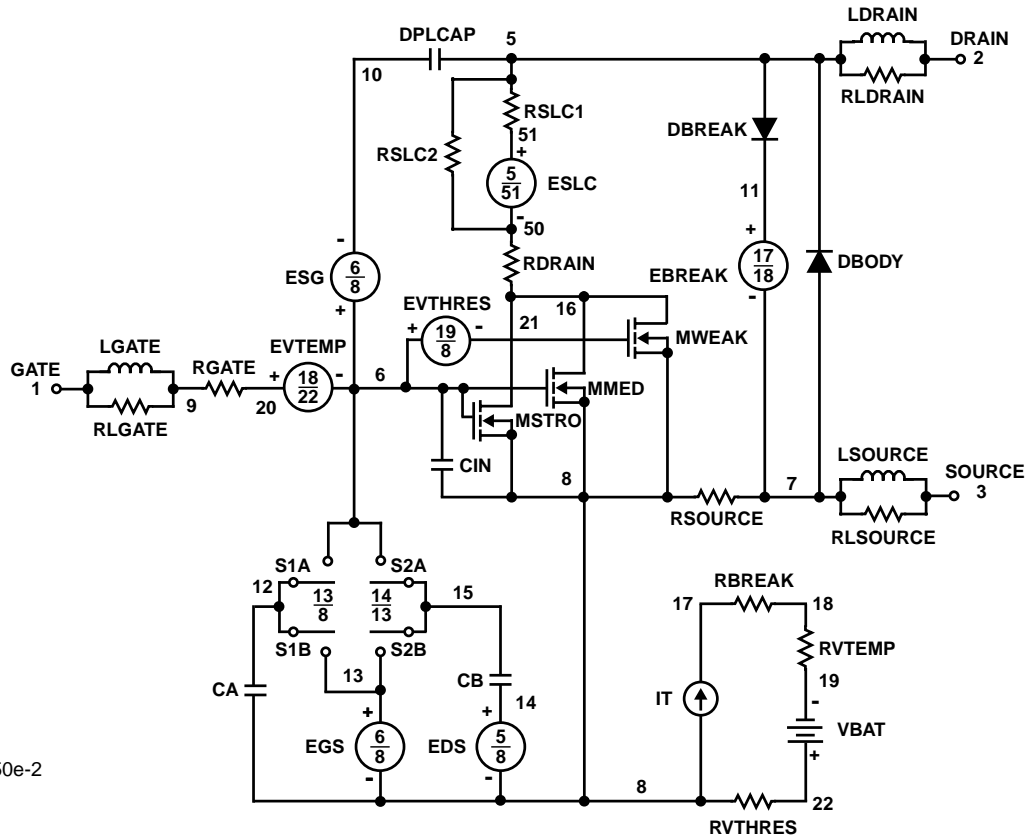 LDRAIN
DPLCAP 5 DRAIN
2
10
RLDRAIN
RSLC1
DBREAK
51
+
RSLC2
5
51
ESLC
11
-
50
+
-
RDRAIN
17
18
EBREAK
DBODY
6
8
ESG
EVTHRES
16
-
+
+
19
8
-
21
MWEAK
LGATE
EVTEMP
GATE
1
RGATE
+
18
22
-
6
MMED
9
20
MSTRO
RLGATE
LSOURCE
CIN
8
7
SOURCE
3
RSOURCE
RLSOURCE
S1A
S2A
12
13
8
14
13
15
RBREAK
17
18
S1B
S2B
RVTEMP
13
CB
CA
19
14
IT
-
+
+
VBAT
EGS
6
8
EDS
5
8
+
-
-
50e-2
8
22
RVTHRES